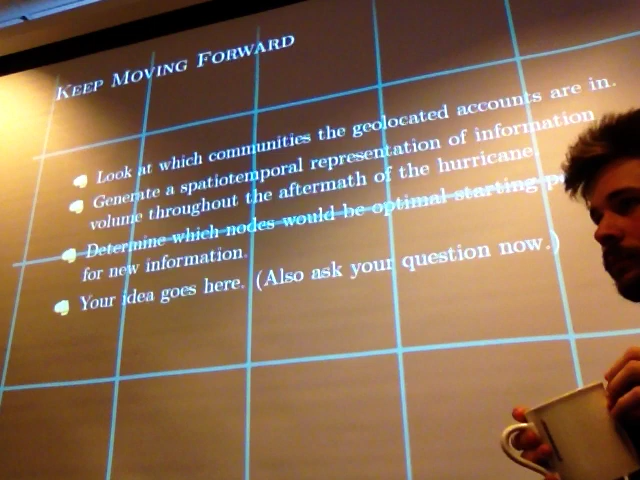 KEEP MOVING FORWARD
Look at which communities the geolocated accounts are in.
Generate a spatiotemporal representation of information
volume throughout the aftermath of the hurricane
Determine which nodes would be optimal starting
for new information.
Your idea goes here. (Also ask your question now.)